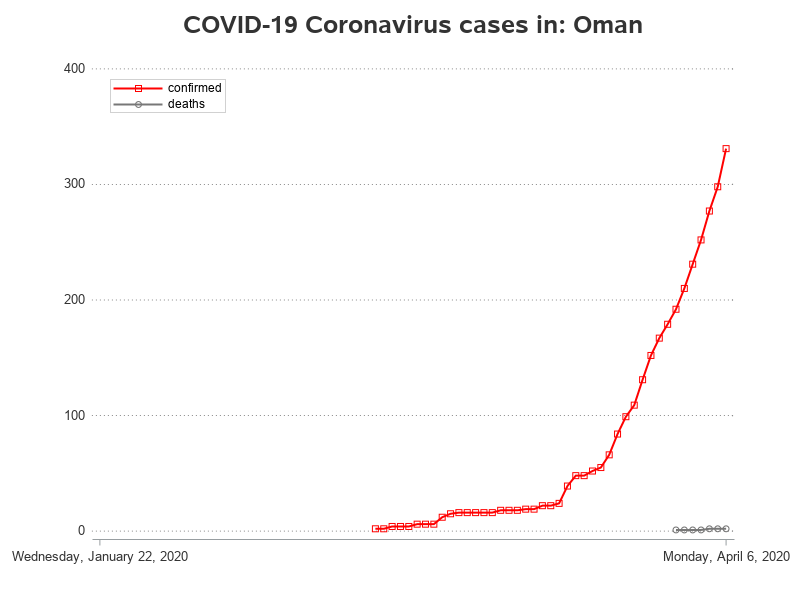 COVID-19 Coronavirus cases in: Oman
400
confirmed
deaths
300
200
100
0
Wednesday, January 22, 2020
Monday, April 6, 2020